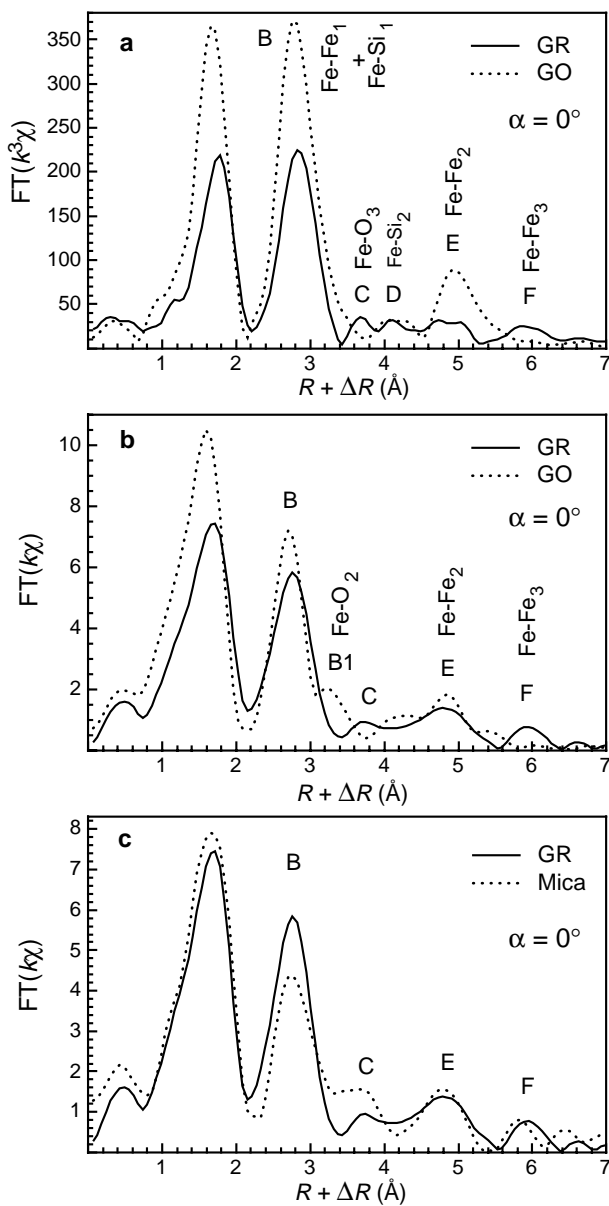 a
B
Fe-Fe1
+
Fe-Si1
GR
GO
α = 0°
Fe-O3
Fe-Si2
Fe-Fe2
Fe-Fe3
C
D
E
F
350
300
250
200
150
100
50
FT(k³χ)
1 2 3 4 5 6 7
R + ΔR (Å)
b
B
GR
GO
α = 0°
Fe-O2
Fe-Fe2
Fe-Fe3
B1
C
E
F
10
8
6
4
2
FT(kχ)
1 2 3 4 5 6 7
R + ΔR (Å)
c
B
GR
Mica
α = 0°
C
E
F
8
7
6
5
4
3
2
1
FT(kχ)
1 2 3 4 5 6 7
R + ΔR (Å)